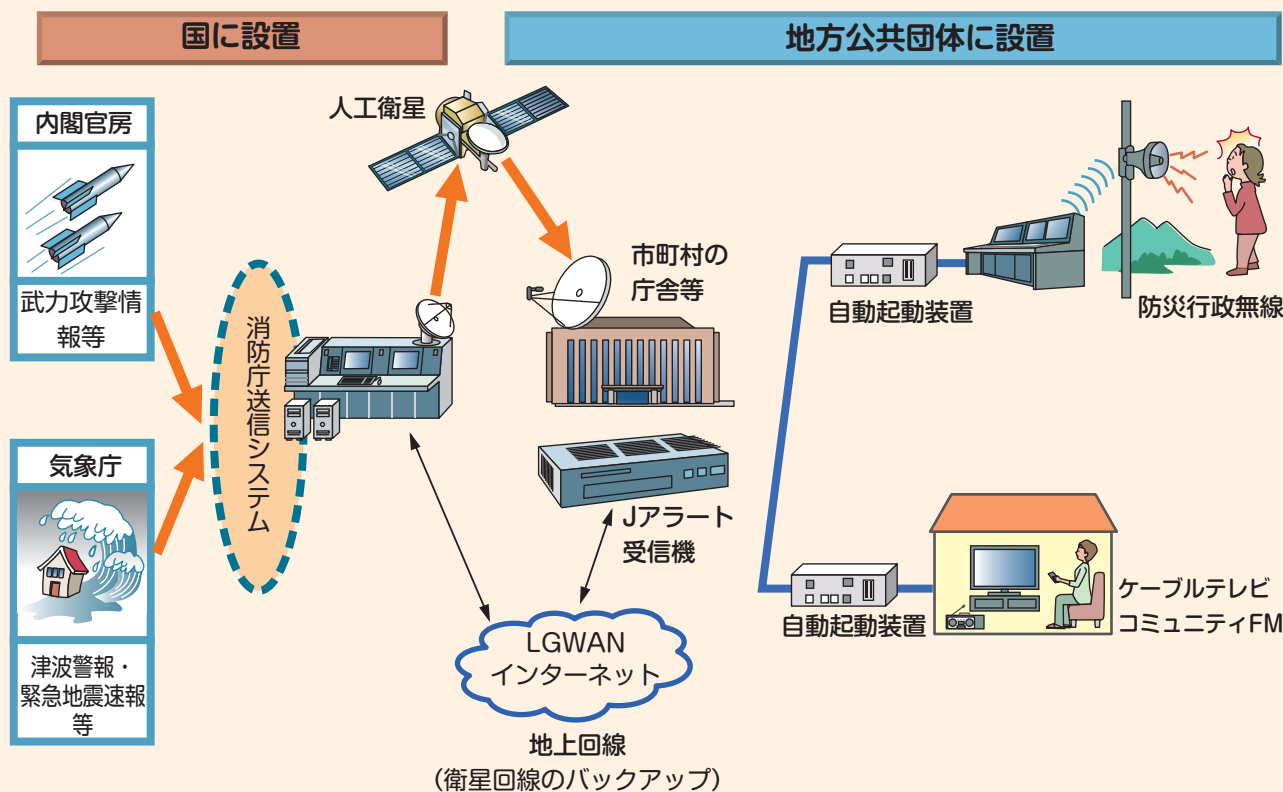 国に設置
地方公共団体に設置
内閣官房
武力攻撃情
報等
気象庁
津波警報・
緊急地震速報
等
消防庁送信システム
人工衛星
市町村の
庁舎等
Jアラート
受信機
LGWAN
インターネット
地上回線
(衛星回線のバックアップ)
自動起動装置
防災行政無線
自動起動装置
ケーブルテレビ
コミュニティFM